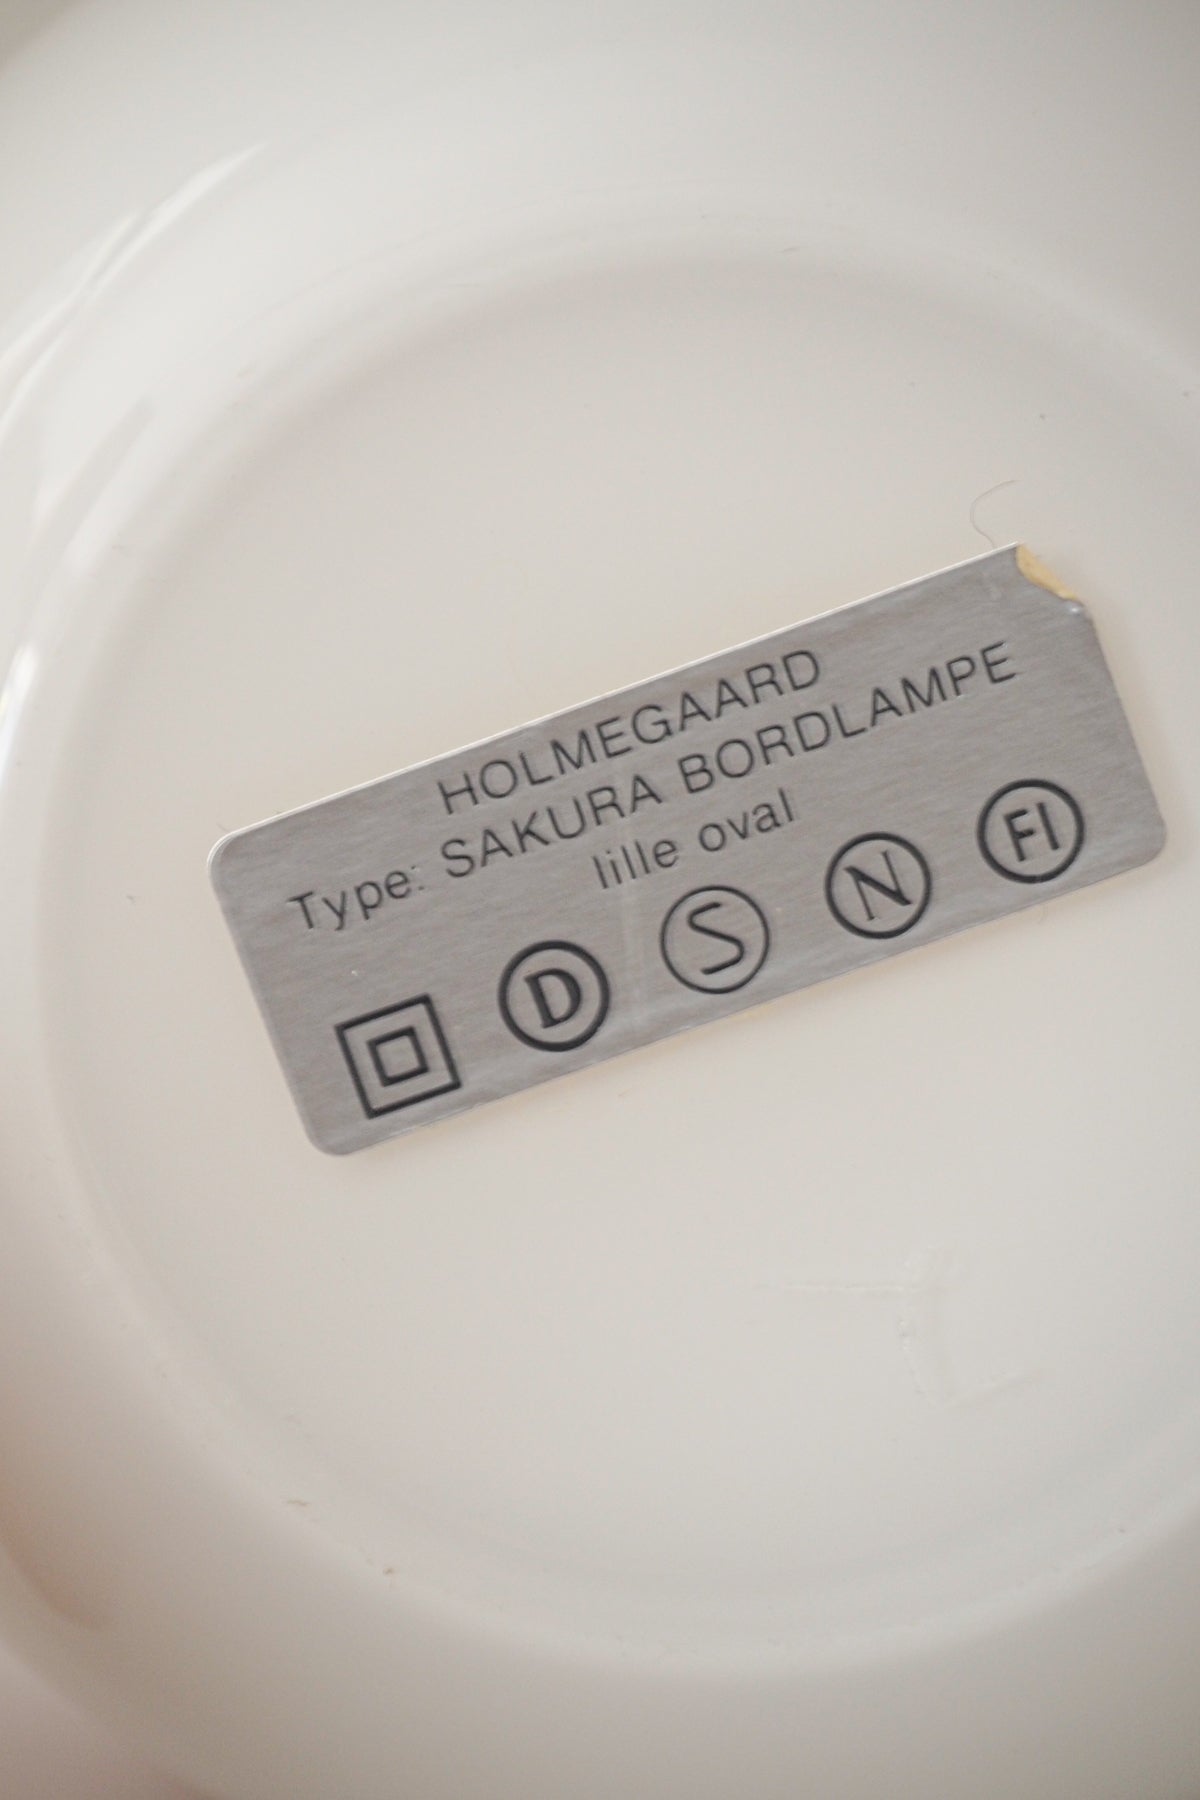 HOLMEGAARD
Type: SAKURA BORDLAMPE
lille oval
D S N FI